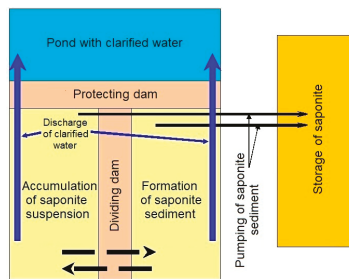 Pond with clarified water
Protecting dam
Discharge
of clarified
water
Accumulation
of saponite
suspension
Dividing dam
Formation
of saponite
sediment
Pumping of saponite
sediment
Storage of saponite